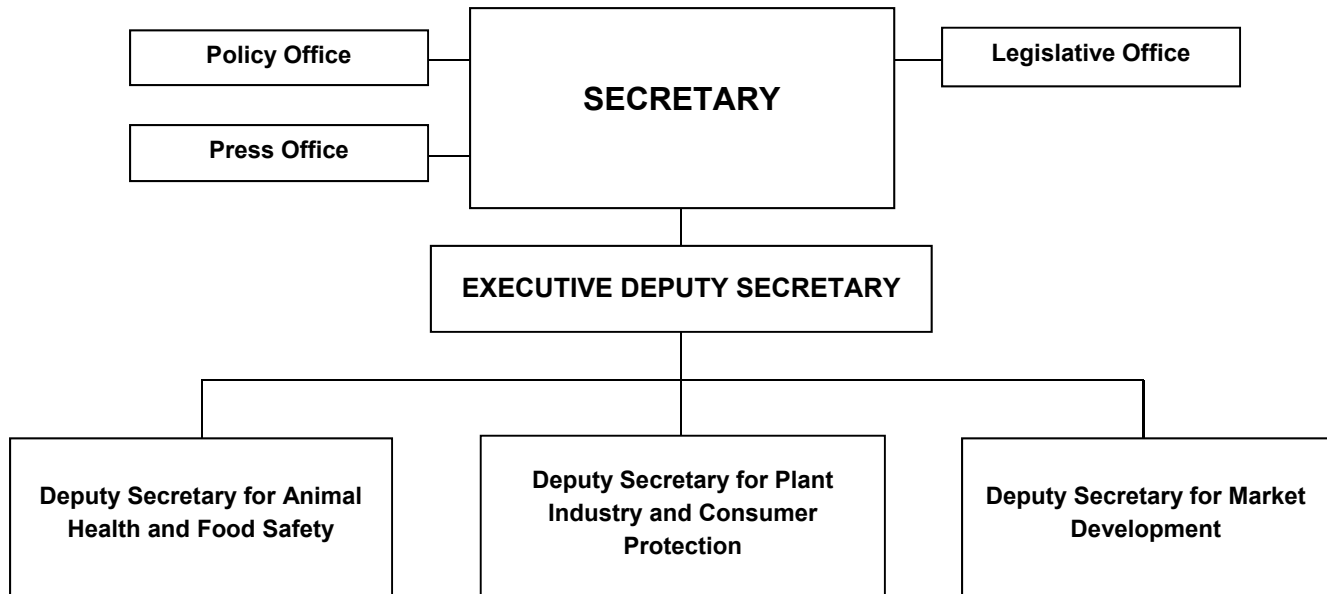 Policy Office
Legislative Office
SECRETARY
Press Office
EXECUTIVE DEPUTY SECRETARY
Deputy Secretary for Animal
Health and Food Safety
Deputy Secretary for Plant
Industry and Consumer
Protection
Deputy Secretary for Market
Development